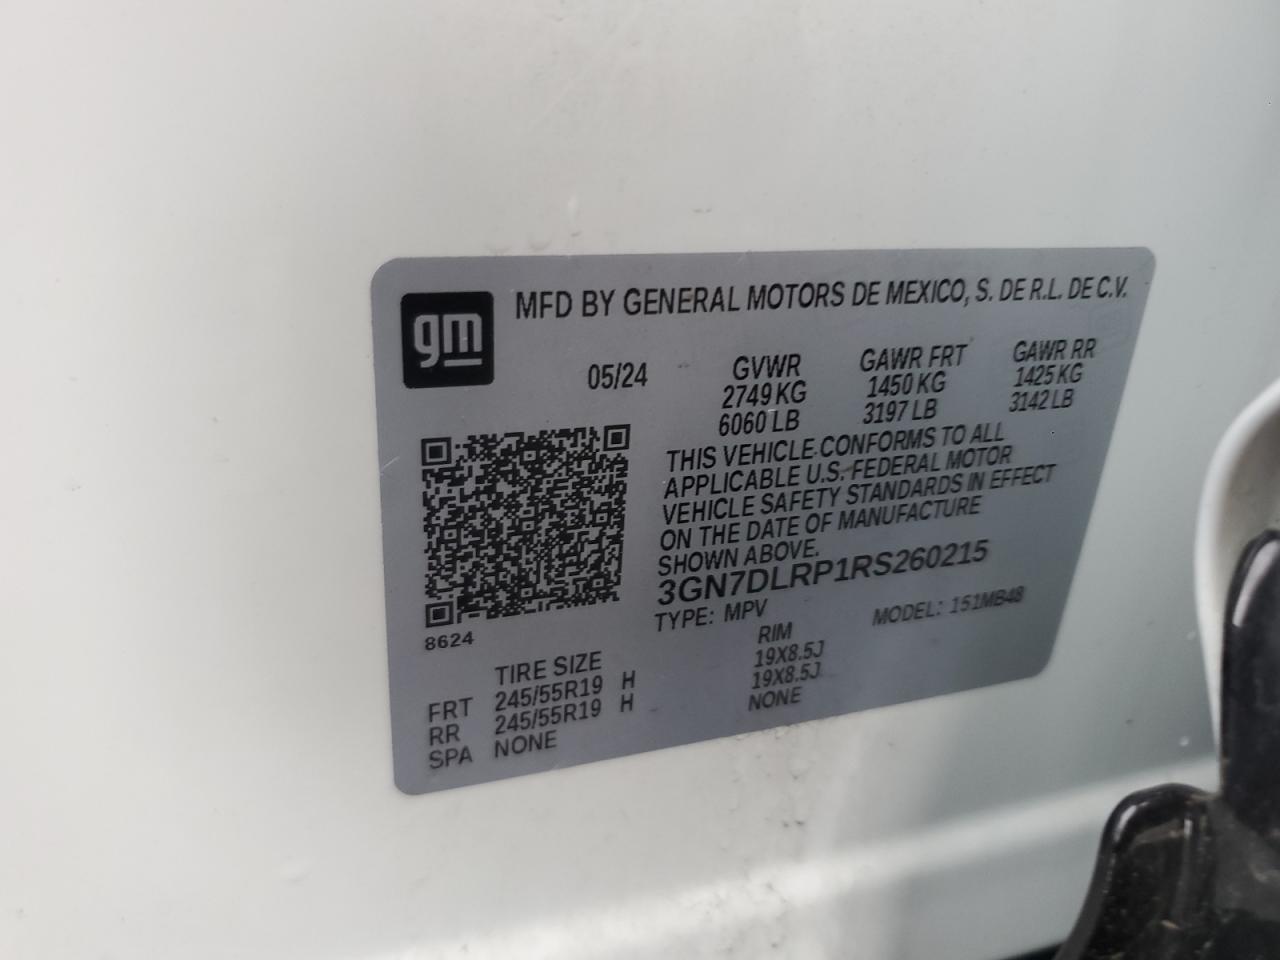 gm
MFD BY GENERAL MOTORS DE MEXICO, S. DE R.L. DE C.V.
05/24 GVWR GAWR FRT GAWR RR
2749 KG 1450 KG 1425 KG
6060 LB 3197 LB 3142 LB
THIS VEHICLE CONFORMS TO ALL
APPLICABLE U.S. FEDERAL MOTOR
VEHICLE SAFETY STANDARDS IN EFFECT
ON THE DATE OF MANUFACTURE
SHOWN ABOVE.
3GN7DLRP1RS260215
TYPE: MPV MODEL: 151MB48
8624
TIRE SIZE RIM
FRT 245/55R19 H 19X8.5J
RR 245/55R19 H 19X8.5J
SPA NONE NONE